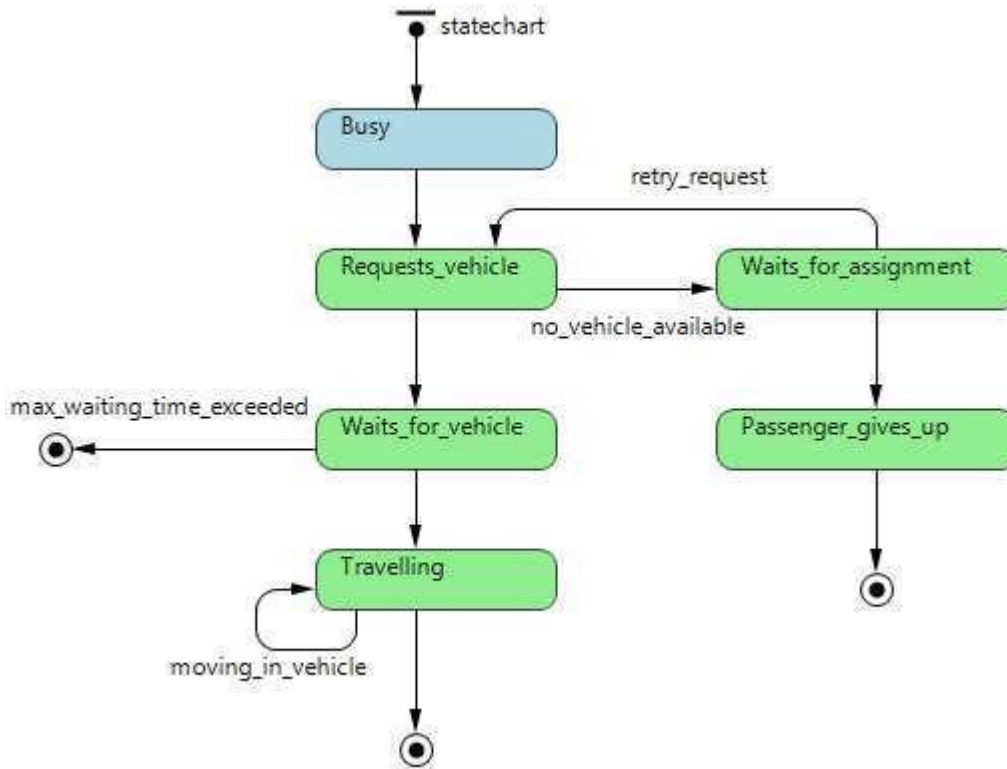 statechart
Busy
retry_request
Requests_vehicle
Waits_for_assignment
no_vehicle_available
max_waiting_time_exceeded
Waits_for_vehicle
Passenger_gives_up
Travelling
moving_in_vehicle